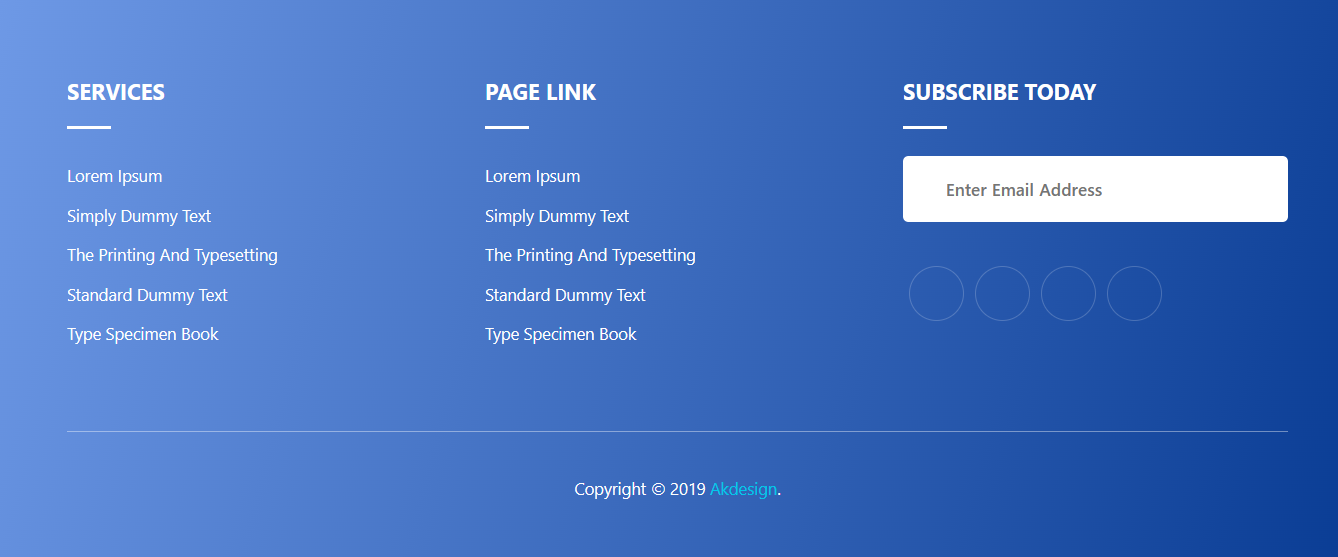 SERVICES
Lorem Ipsum
Simply Dummy Text
The Printing And Typesetting
Standard Dummy Text
Type Specimen Book
PAGE LINK
Lorem Ipsum
Simply Dummy Text
The Printing And Typesetting
Standard Dummy Text
Type Specimen Book
SUBSCRIBE TODAY
Enter Email Address
Copyright © 2019 Akdesign.